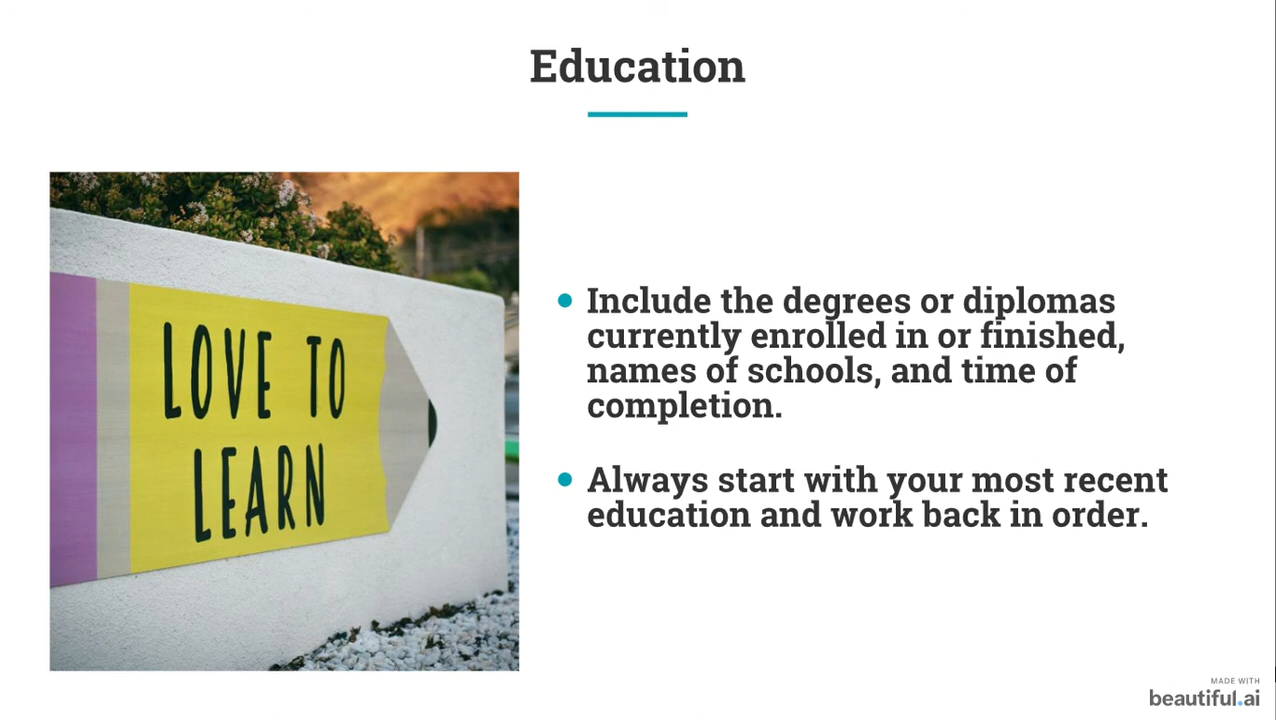 Education
LOVE TO
LEARN
Include the degrees or diplomas
currently enrolled in or finished,
names of schools, and time of
completion.
Always start with your most recent
education and work back in order.
MADE WITH
beautiful.ai